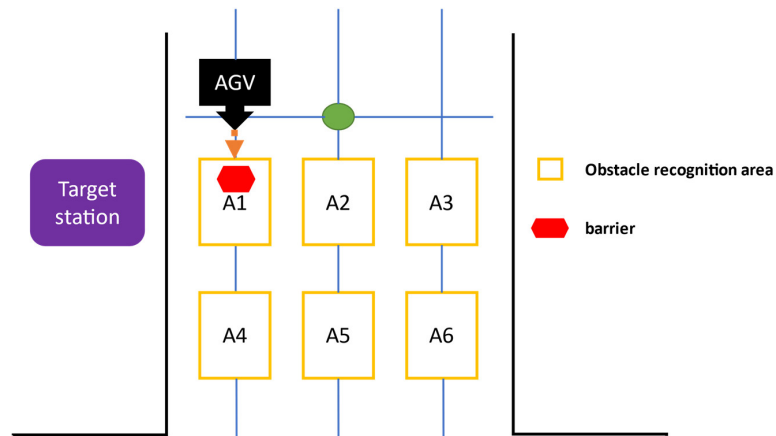 AGV
Target
station
A1
A2
A3
A4
A5
A6
Obstacle recognition area
barrier